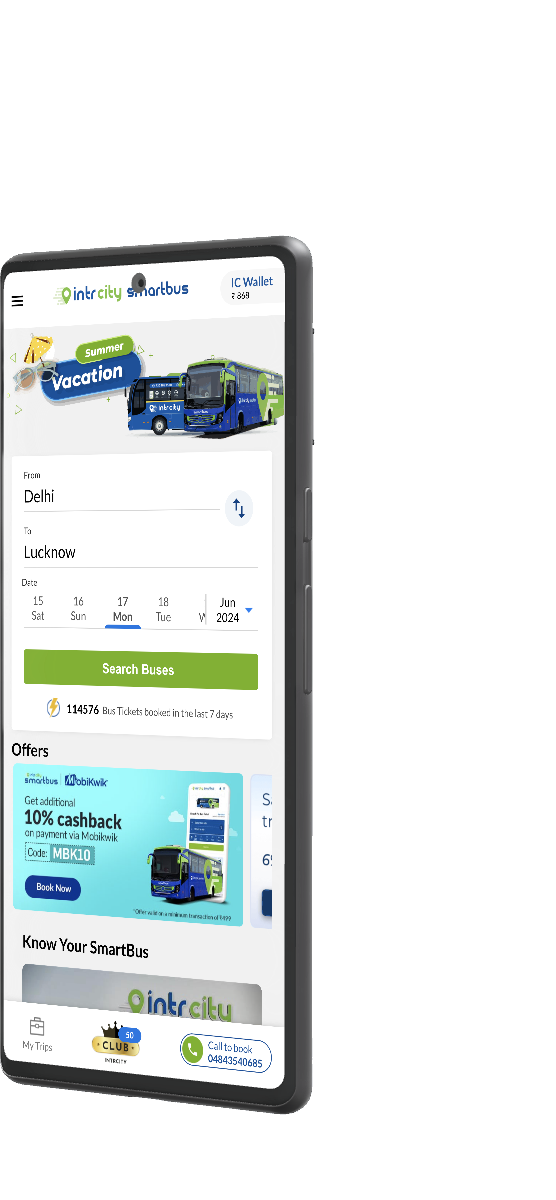 intrcity smartbus
IC Wallet
₹ 868
Summer
Vacation
intrcity
From
Delhi
To
Lucknow
Date
15 16 17 18
Sat Sun Mon Tue W
Jun
2024
Search Buses
114576 Bus Tickets booked in the last 7 days
Offers
smartbus | MobiKwik
Get additional
10% cashback
on payment via Mobikwik
Code: MBK10
Book Now
*Offer valid on a minimum transaction of ₹499
Sa
tr
Know Your SmartBus
intrcity
My Trips
50
CLUB
INTRCITY
Call to book
04843540685